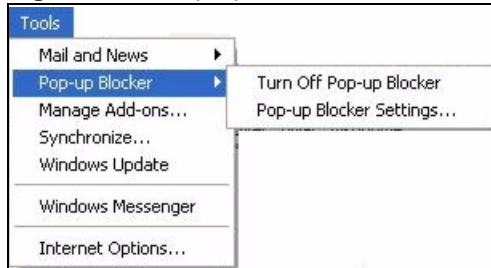 Tools
Mail and News
Pop-up Blocker
Turn Off Pop-up Blocker
Manage Add-ons...
Pop-up Blocker Settings...
Synchronize...
Windows Update
Windows Messenger
Internet Options...